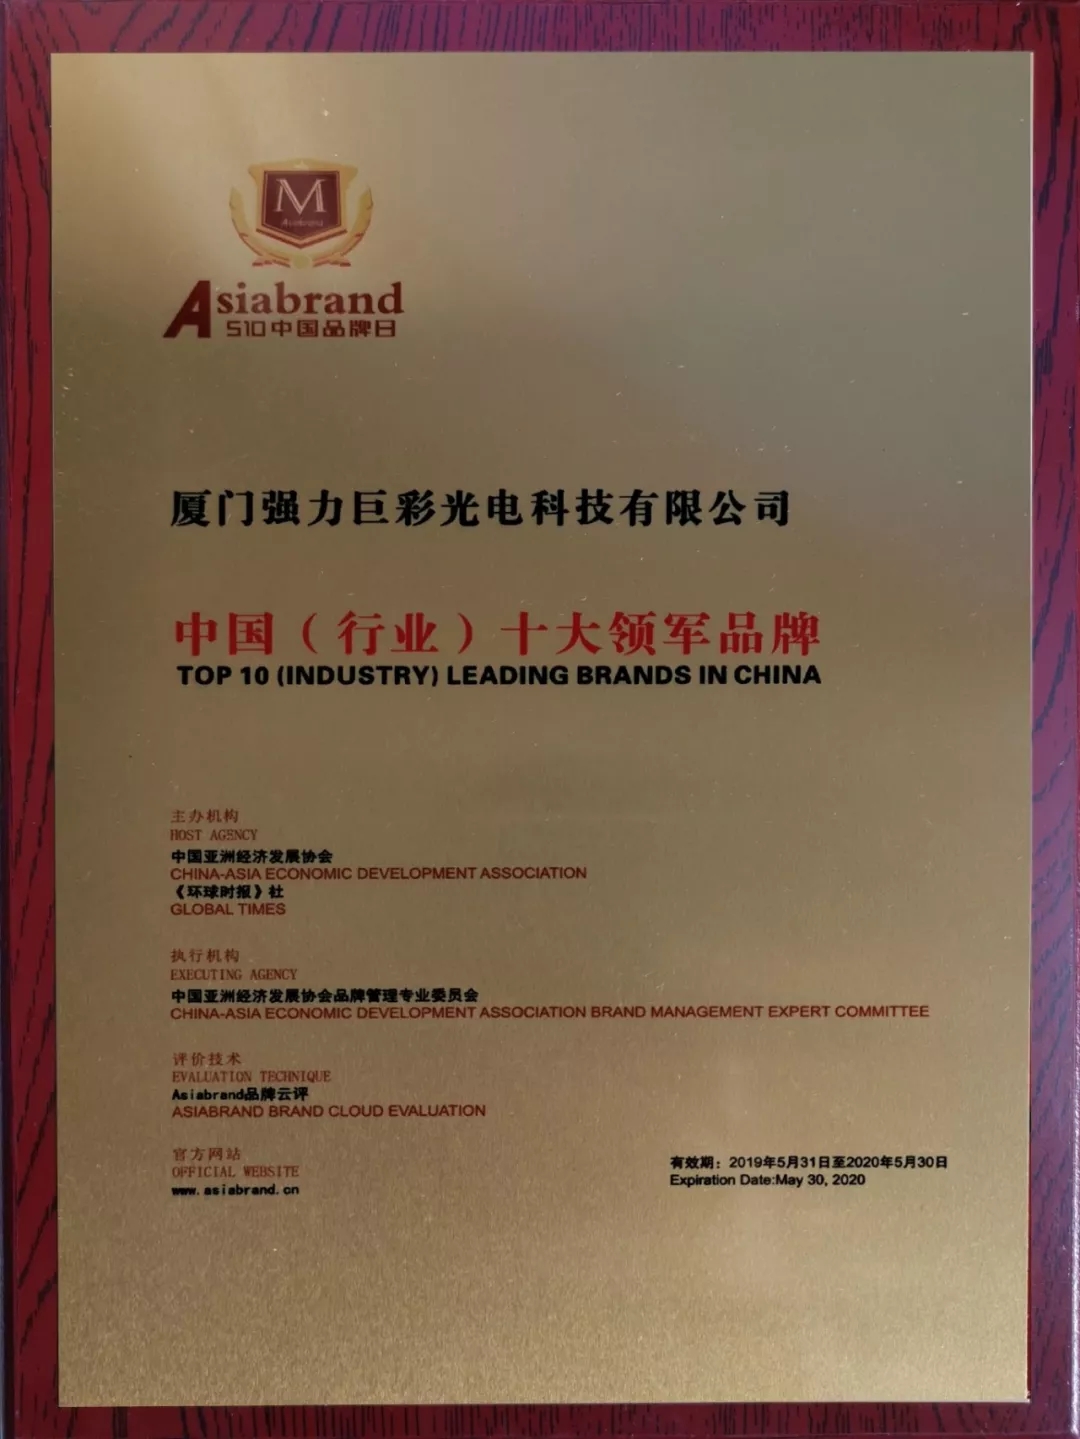 M
Asiabrand
Asiabrand
510中国品牌日
厦门强力巨彩光电科技有限公司
中国（行业）十大领军品牌
TOP 10 (INDUSTRY) LEADING BRANDS IN CHINA
主办机构
HOST AGENCY
中国亚洲经济发展协会
CHINA-ASIA ECONOMIC DEVELOPMENT ASSOCIATION
《环球时报》社
GLOBAL TIMES
执行机构
EXECUTING AGENCY
中国亚洲经济发展协会品牌管理专业委员会
CHINA-ASIA ECONOMIC DEVELOPMENT ASSOCIATION BRAND MANAGEMENT EXPERT COMMITTEE
评价技术
EVALUATION TECHNIQUE
Asiabrand品牌云评
ASIABRAND BRAND CLOUD EVALUATION
官方网站
OFFICIAL WEBSITE
www.asiabrand.cn
有效期：2019年5月31日至2020年5月30日
Expiration Date:May 30, 2020